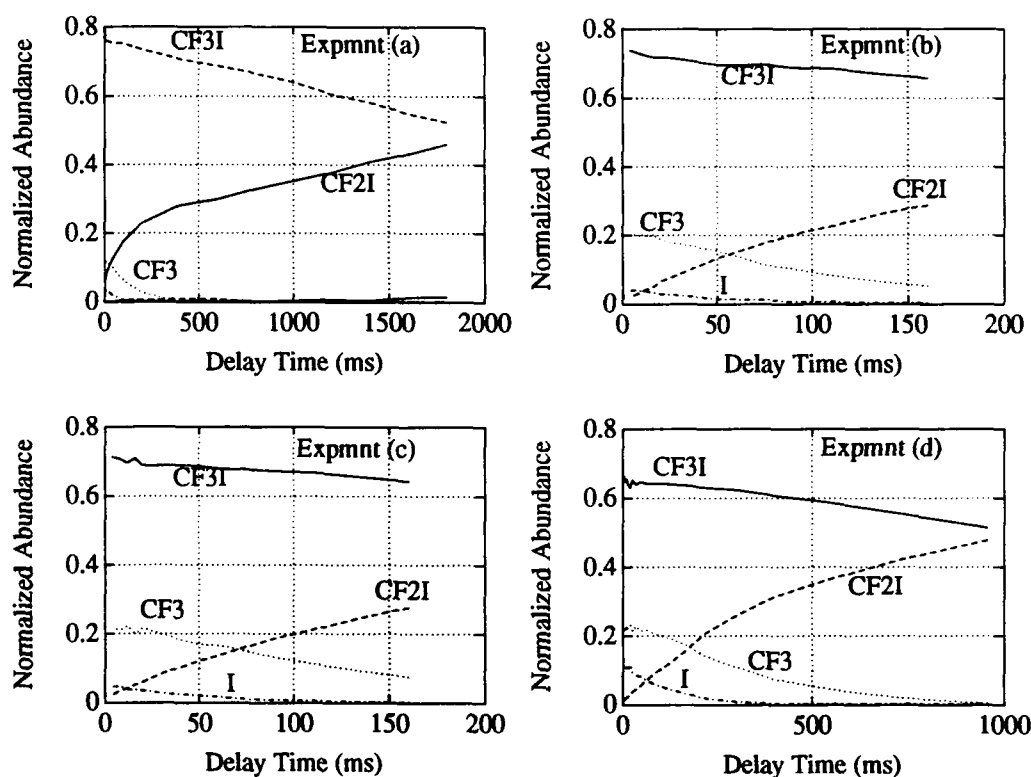 Normalized Abundance
0.8
0.6
0.4
0.2
0
CF3I
Expmnt (a)
CF2I
CF3
0
500
1000
1500
2000
Delay Time (ms)
Normalized Abundance
0.8
0.6
0.4
0.2
0
Expmnt (b)
CF3I
CF2I
CF3
I
0
50
100
150
200
Delay Time (ms)
Normalized Abundance
0.8
0.6
0.4
0.2
0
Expmnt (c)
CF3I
CF2I
CF3
I
0
50
100
150
200
Delay Time (ms)
Normalized Abundance
0.8
0.6
0.4
0.2
0
Expmnt (d)
CF3I
CF2I
CF3
I
0
500
1000
Delay Time (ms)